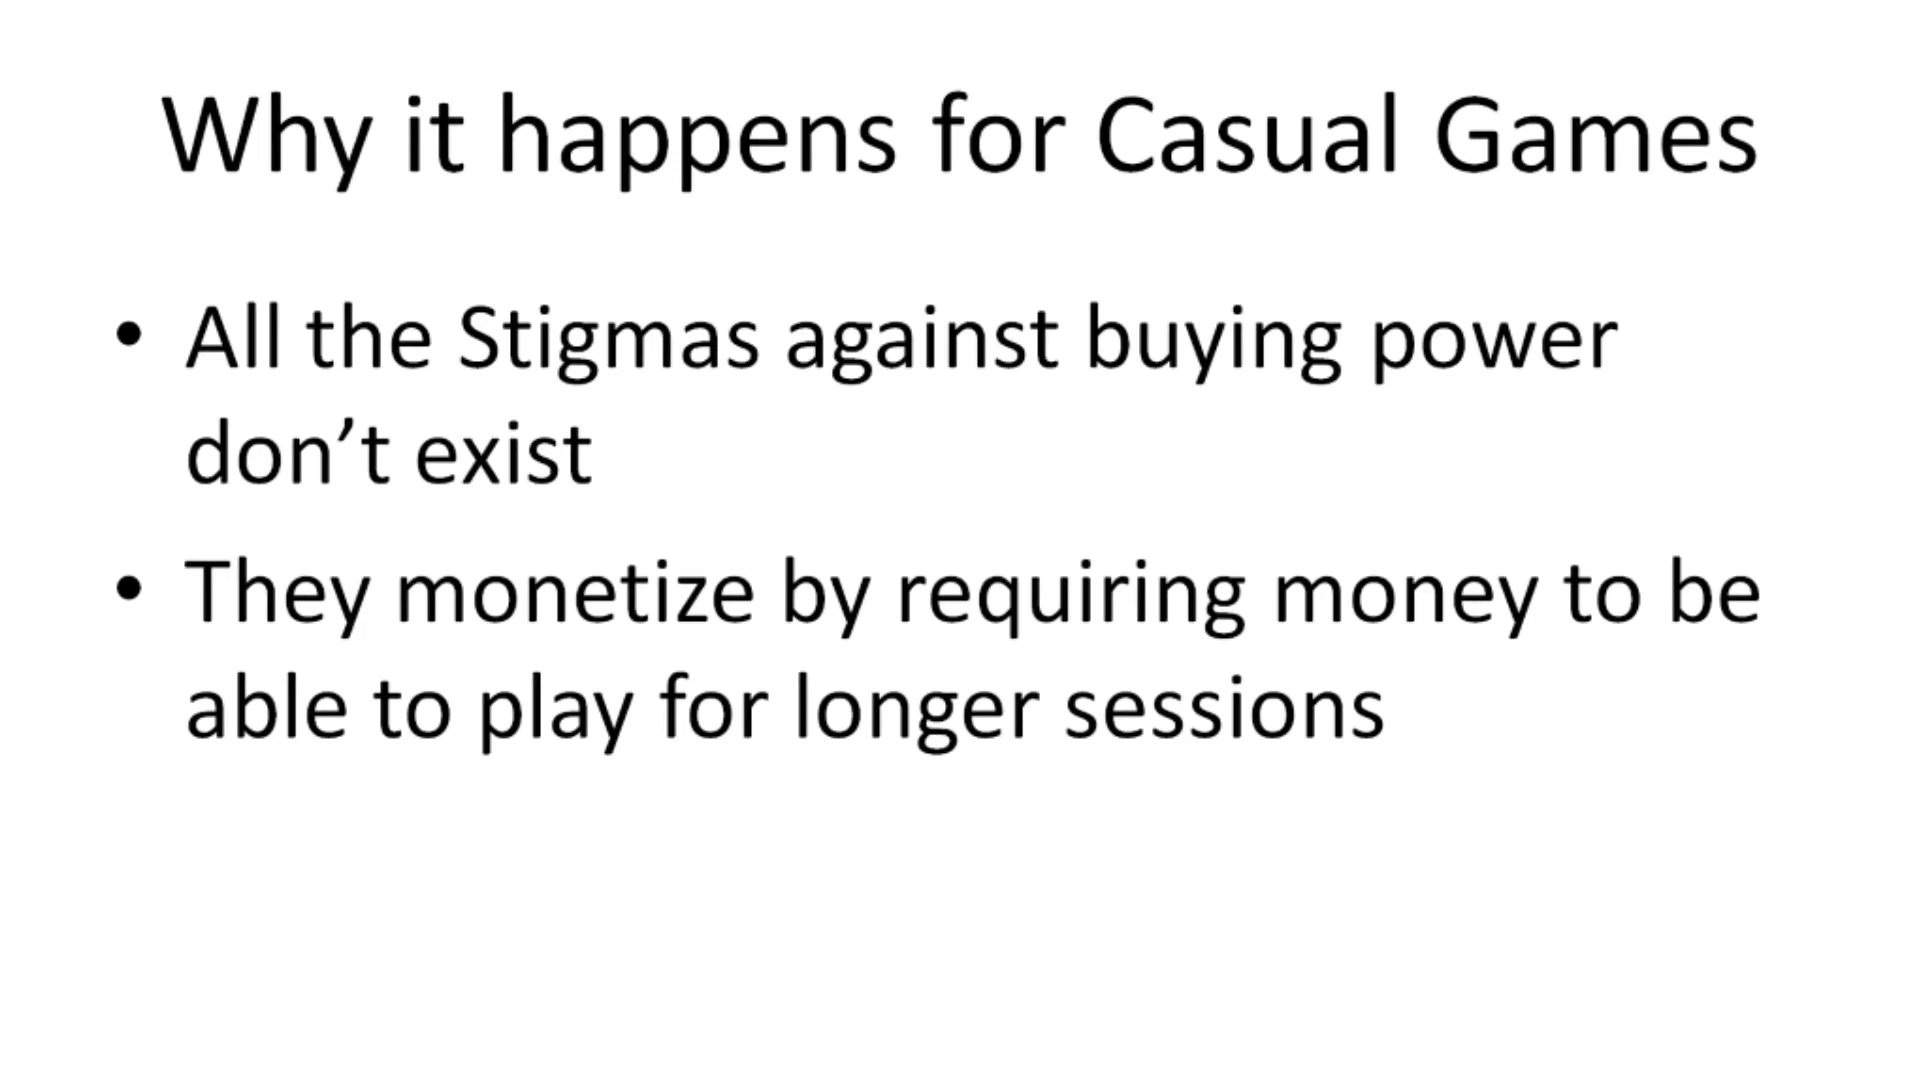 Why it happens for Casual Games
• All the Stigmas against buying power
don’t exist
• They monetize by requiring money to be
able to play for longer sessions